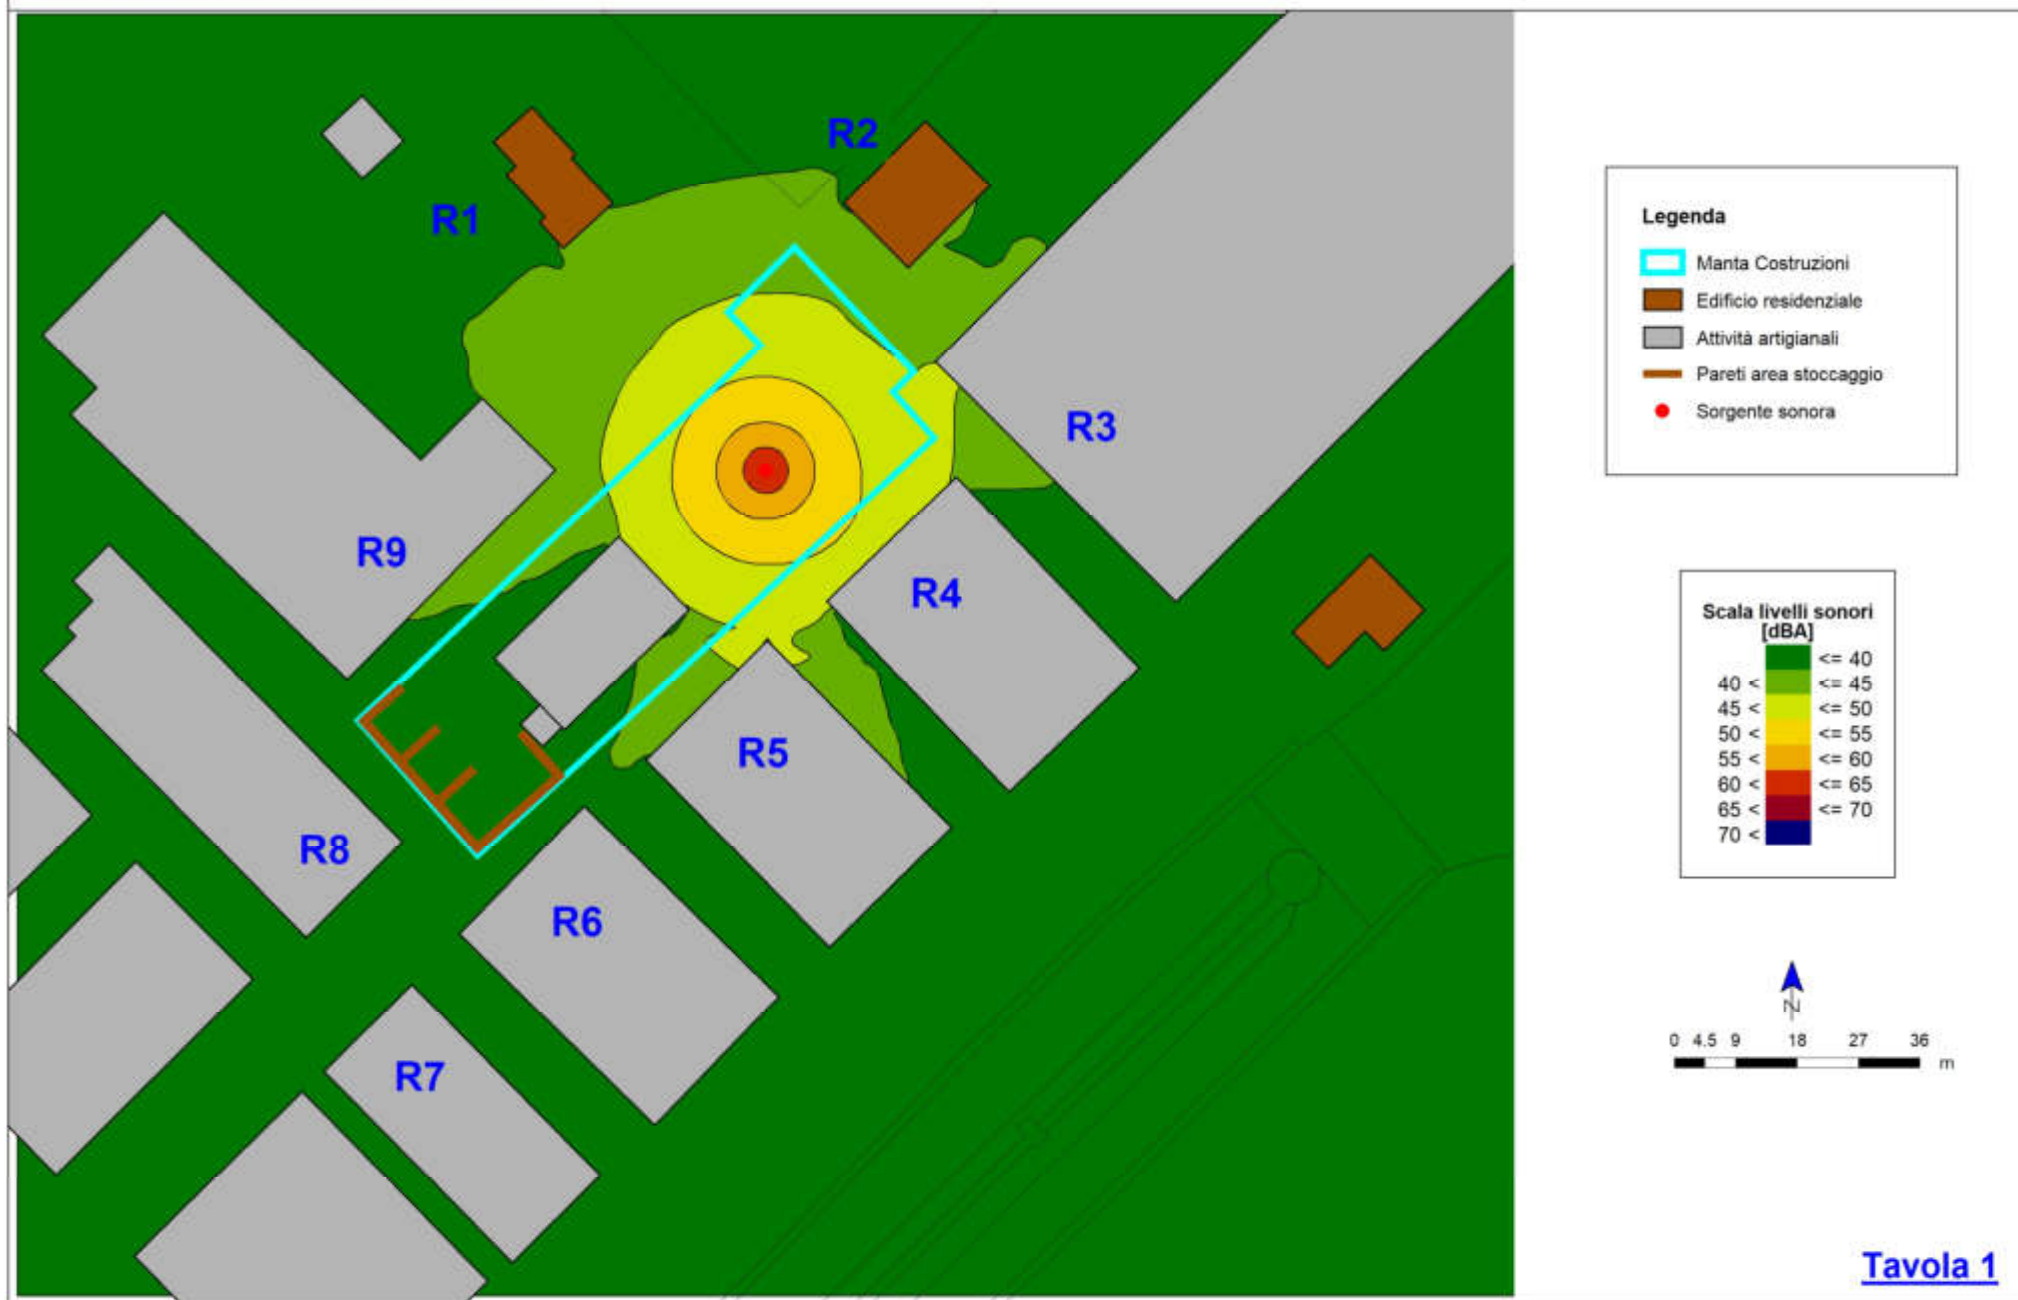 R1
R2
R3
R9
R4
R5
R8
R6
R7
Legenda
Manta Costruzioni
Edificio residenziale
Attività artigianali
Pareti area stoccaggio
Sorgente sonora
Scala livelli sonori
[dBA]
<= 40
40 < <= 45
45 < <= 50
50 < <= 55
55 < <= 60
60 < <= 65
65 < <= 70
70 <
N
0 4.5 9 18 27 36
m
Tavola 1